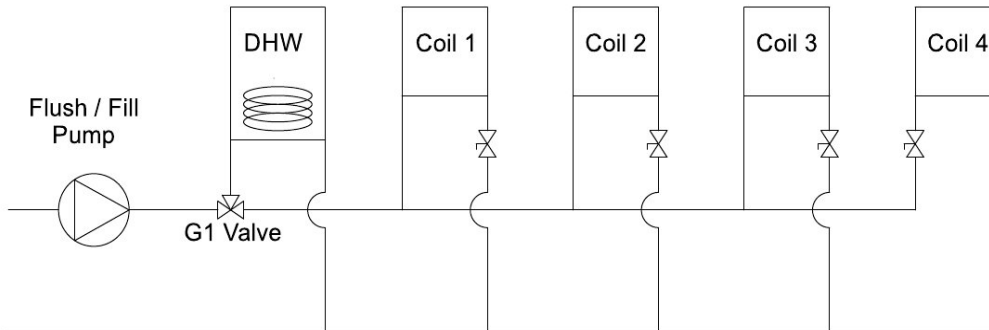 DHW
Coil 1
Coil 2
Coil 3
Coil 4
Flush / Fill
Pump
G1 Valve